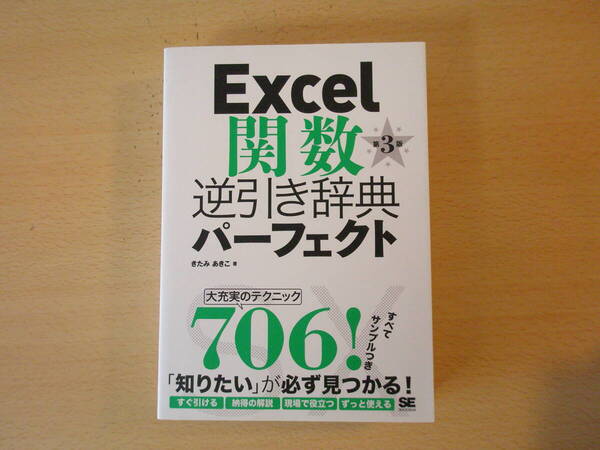 Excel
関数
第3版
逆引き辞典
パーフェクト
きたみ あきこ 著
大充実のテクニック
706!
すべて
サンプルつき
「知りたい」が必ず見つかる!
すぐ引ける 納得の解説 現場で役立つ ずっと使える
SE
SHOEISHA